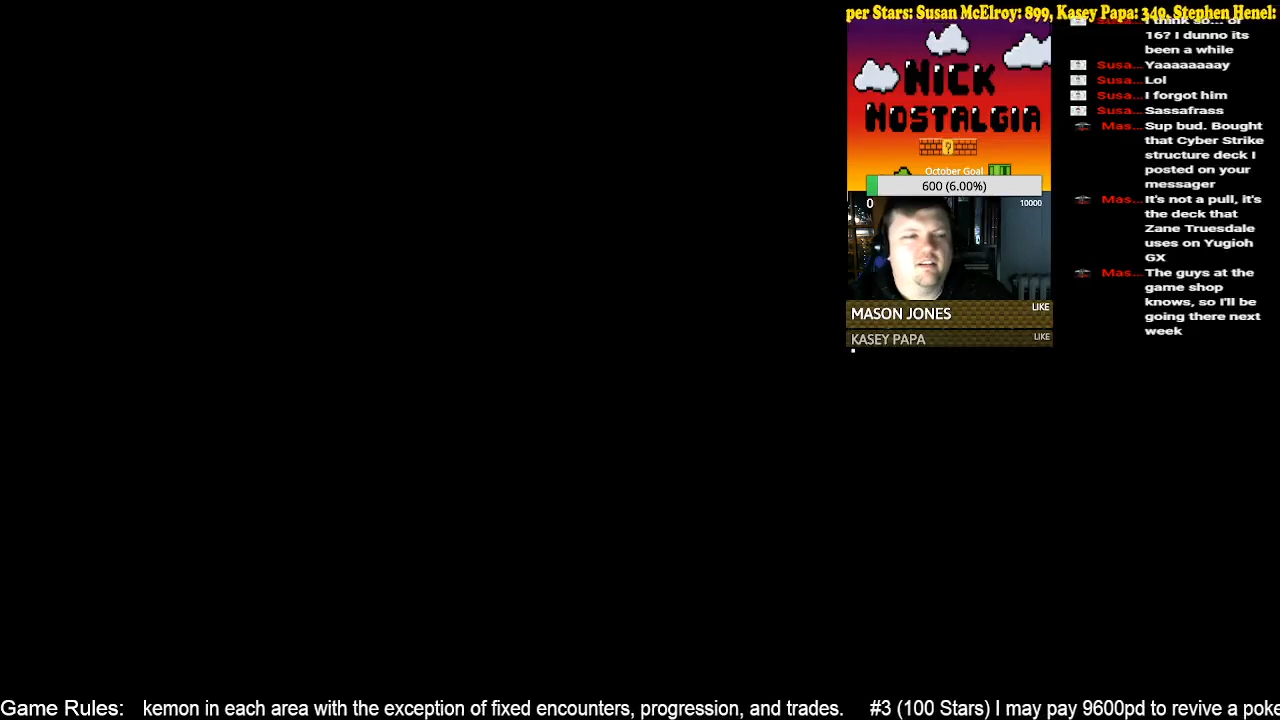 per Stars: Susan McElroy: 899, Kasey Papa: 349, Stephen Henel:
I think so... or
16? I dunno its
been a while
Susa... Yaaaaaaaay
Susa... Lol
Susa... I forgot him
Susa... Sassafrass
Mas... Sup bud. Bought
that Cyber Strike
structure deck I
posted on your
messager
Mas... It's not a pull, it's
the deck that
Zane Truesdale
uses on Yugioh
GX
Mas... The guys at the
game shop
knows, so I'll be
going there next
week
NICK
NOSTALGIA
?
October Goal
600 (6.00%)
0 10000
MASON JONES LIKE
KASEY PAPA LIKE
Game Rules: kemon in each area with the exception of fixed encounters, progression, and trades. #3 (100 Stars) I may pay 9600pd to revive a poke